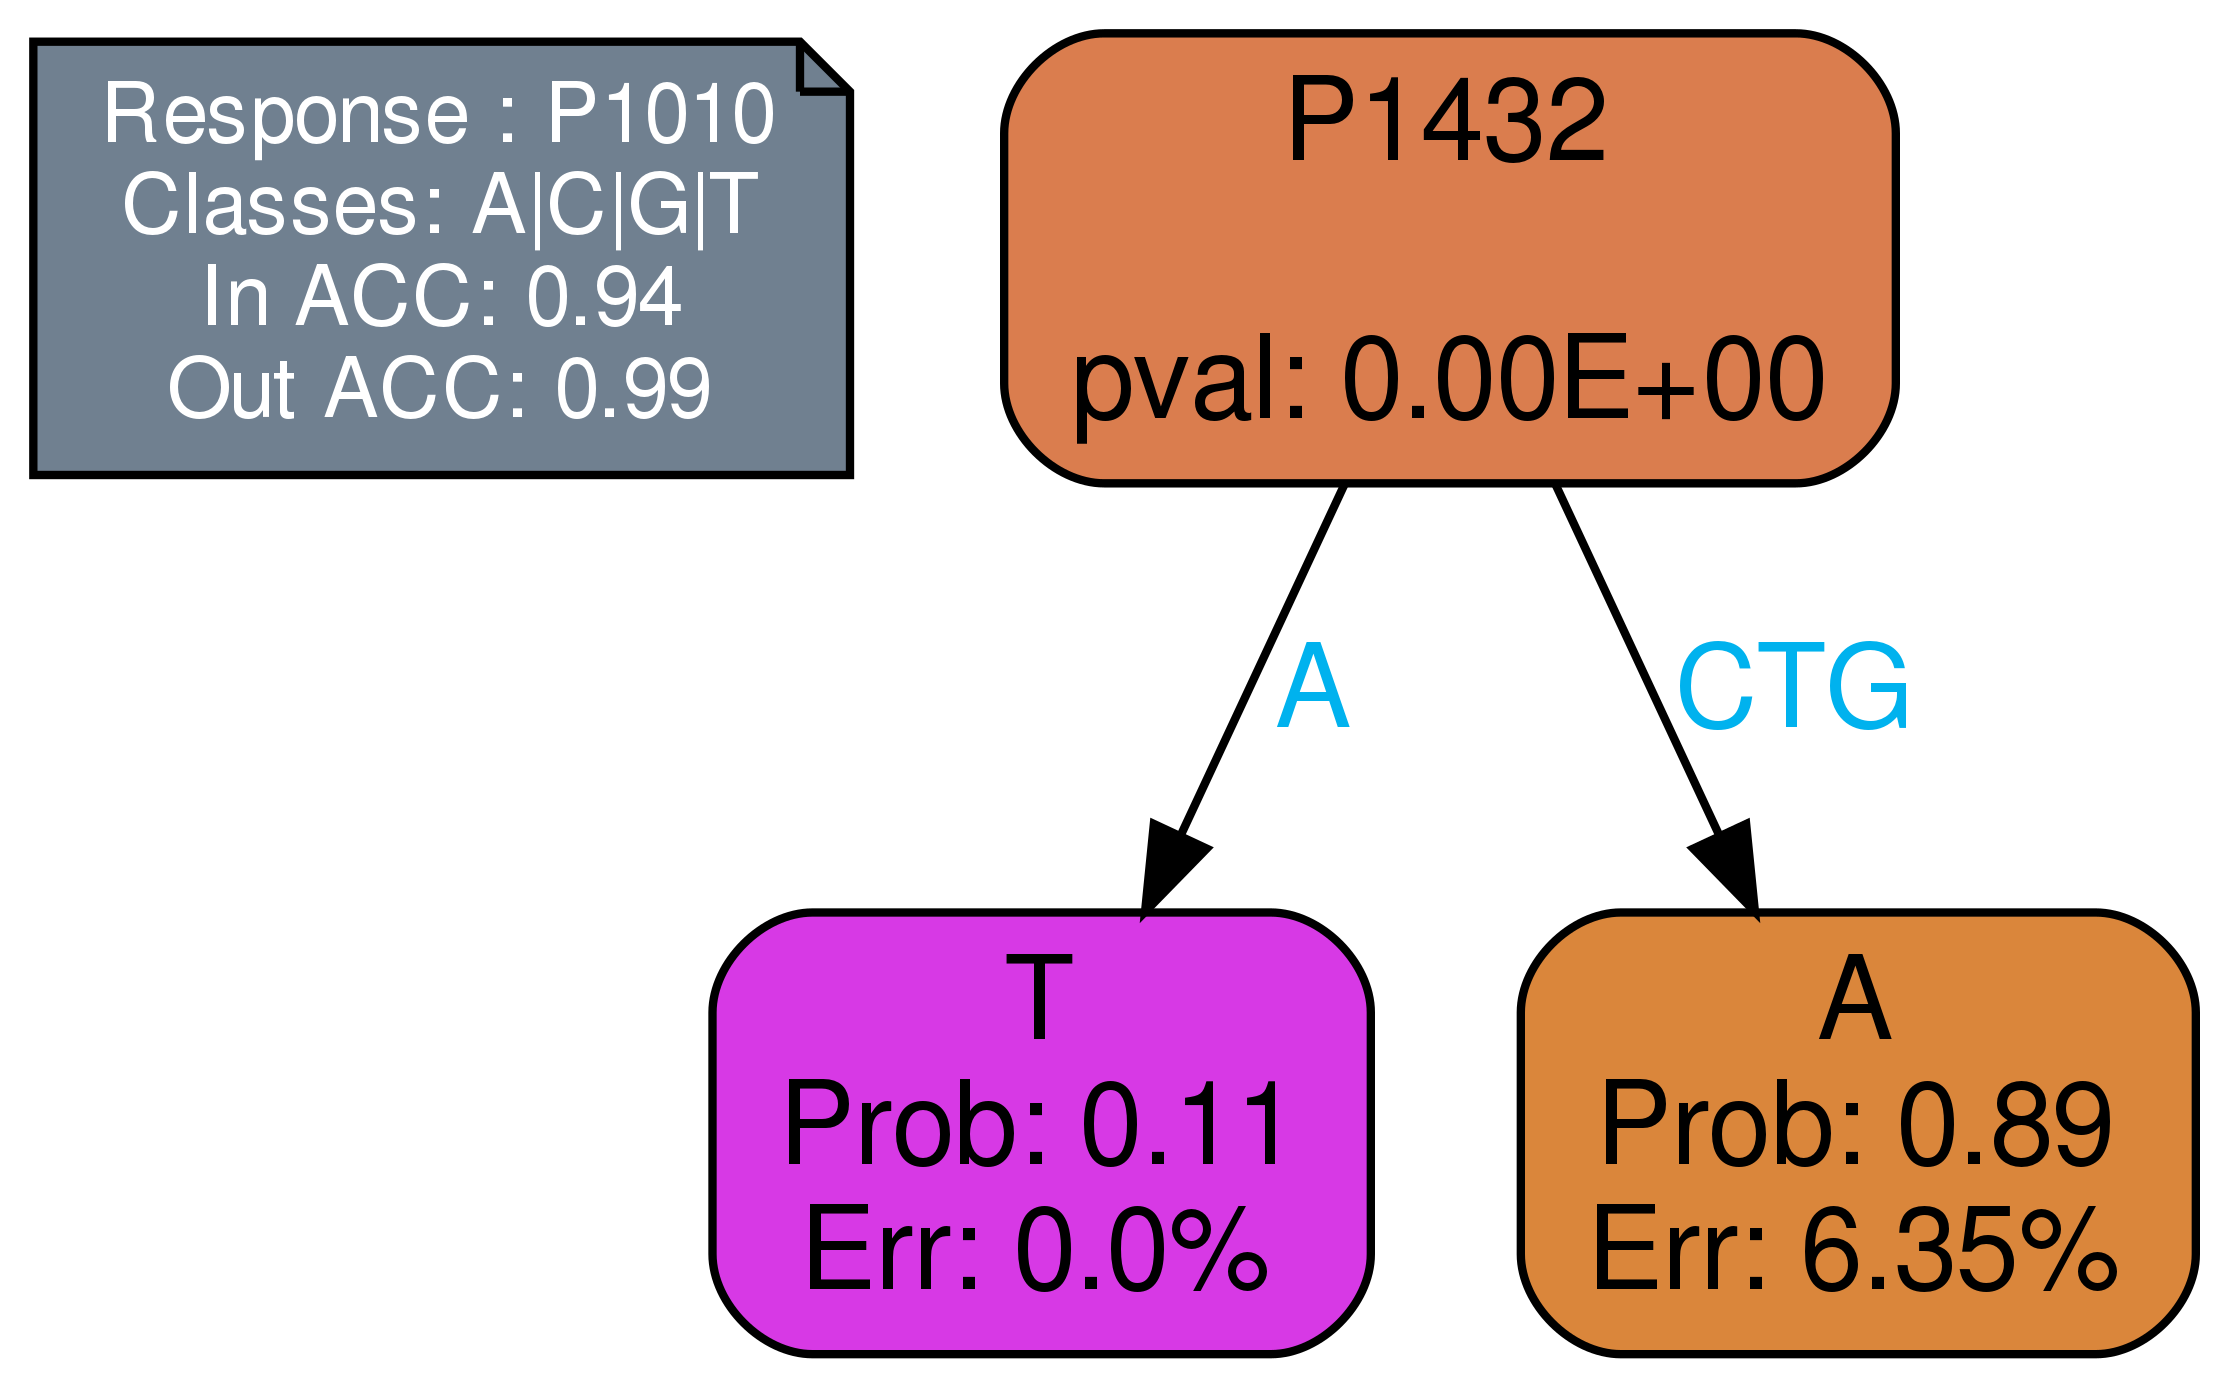 Response : P1010
Classes: A|C|G|T
In ACC: 0.94
Out ACC: 0.99
P1432
pval: 0.00E+00
A
CTG
T
Prob: 0.11
Err: 0.0%
A
Prob: 0.89
Err: 6.35%